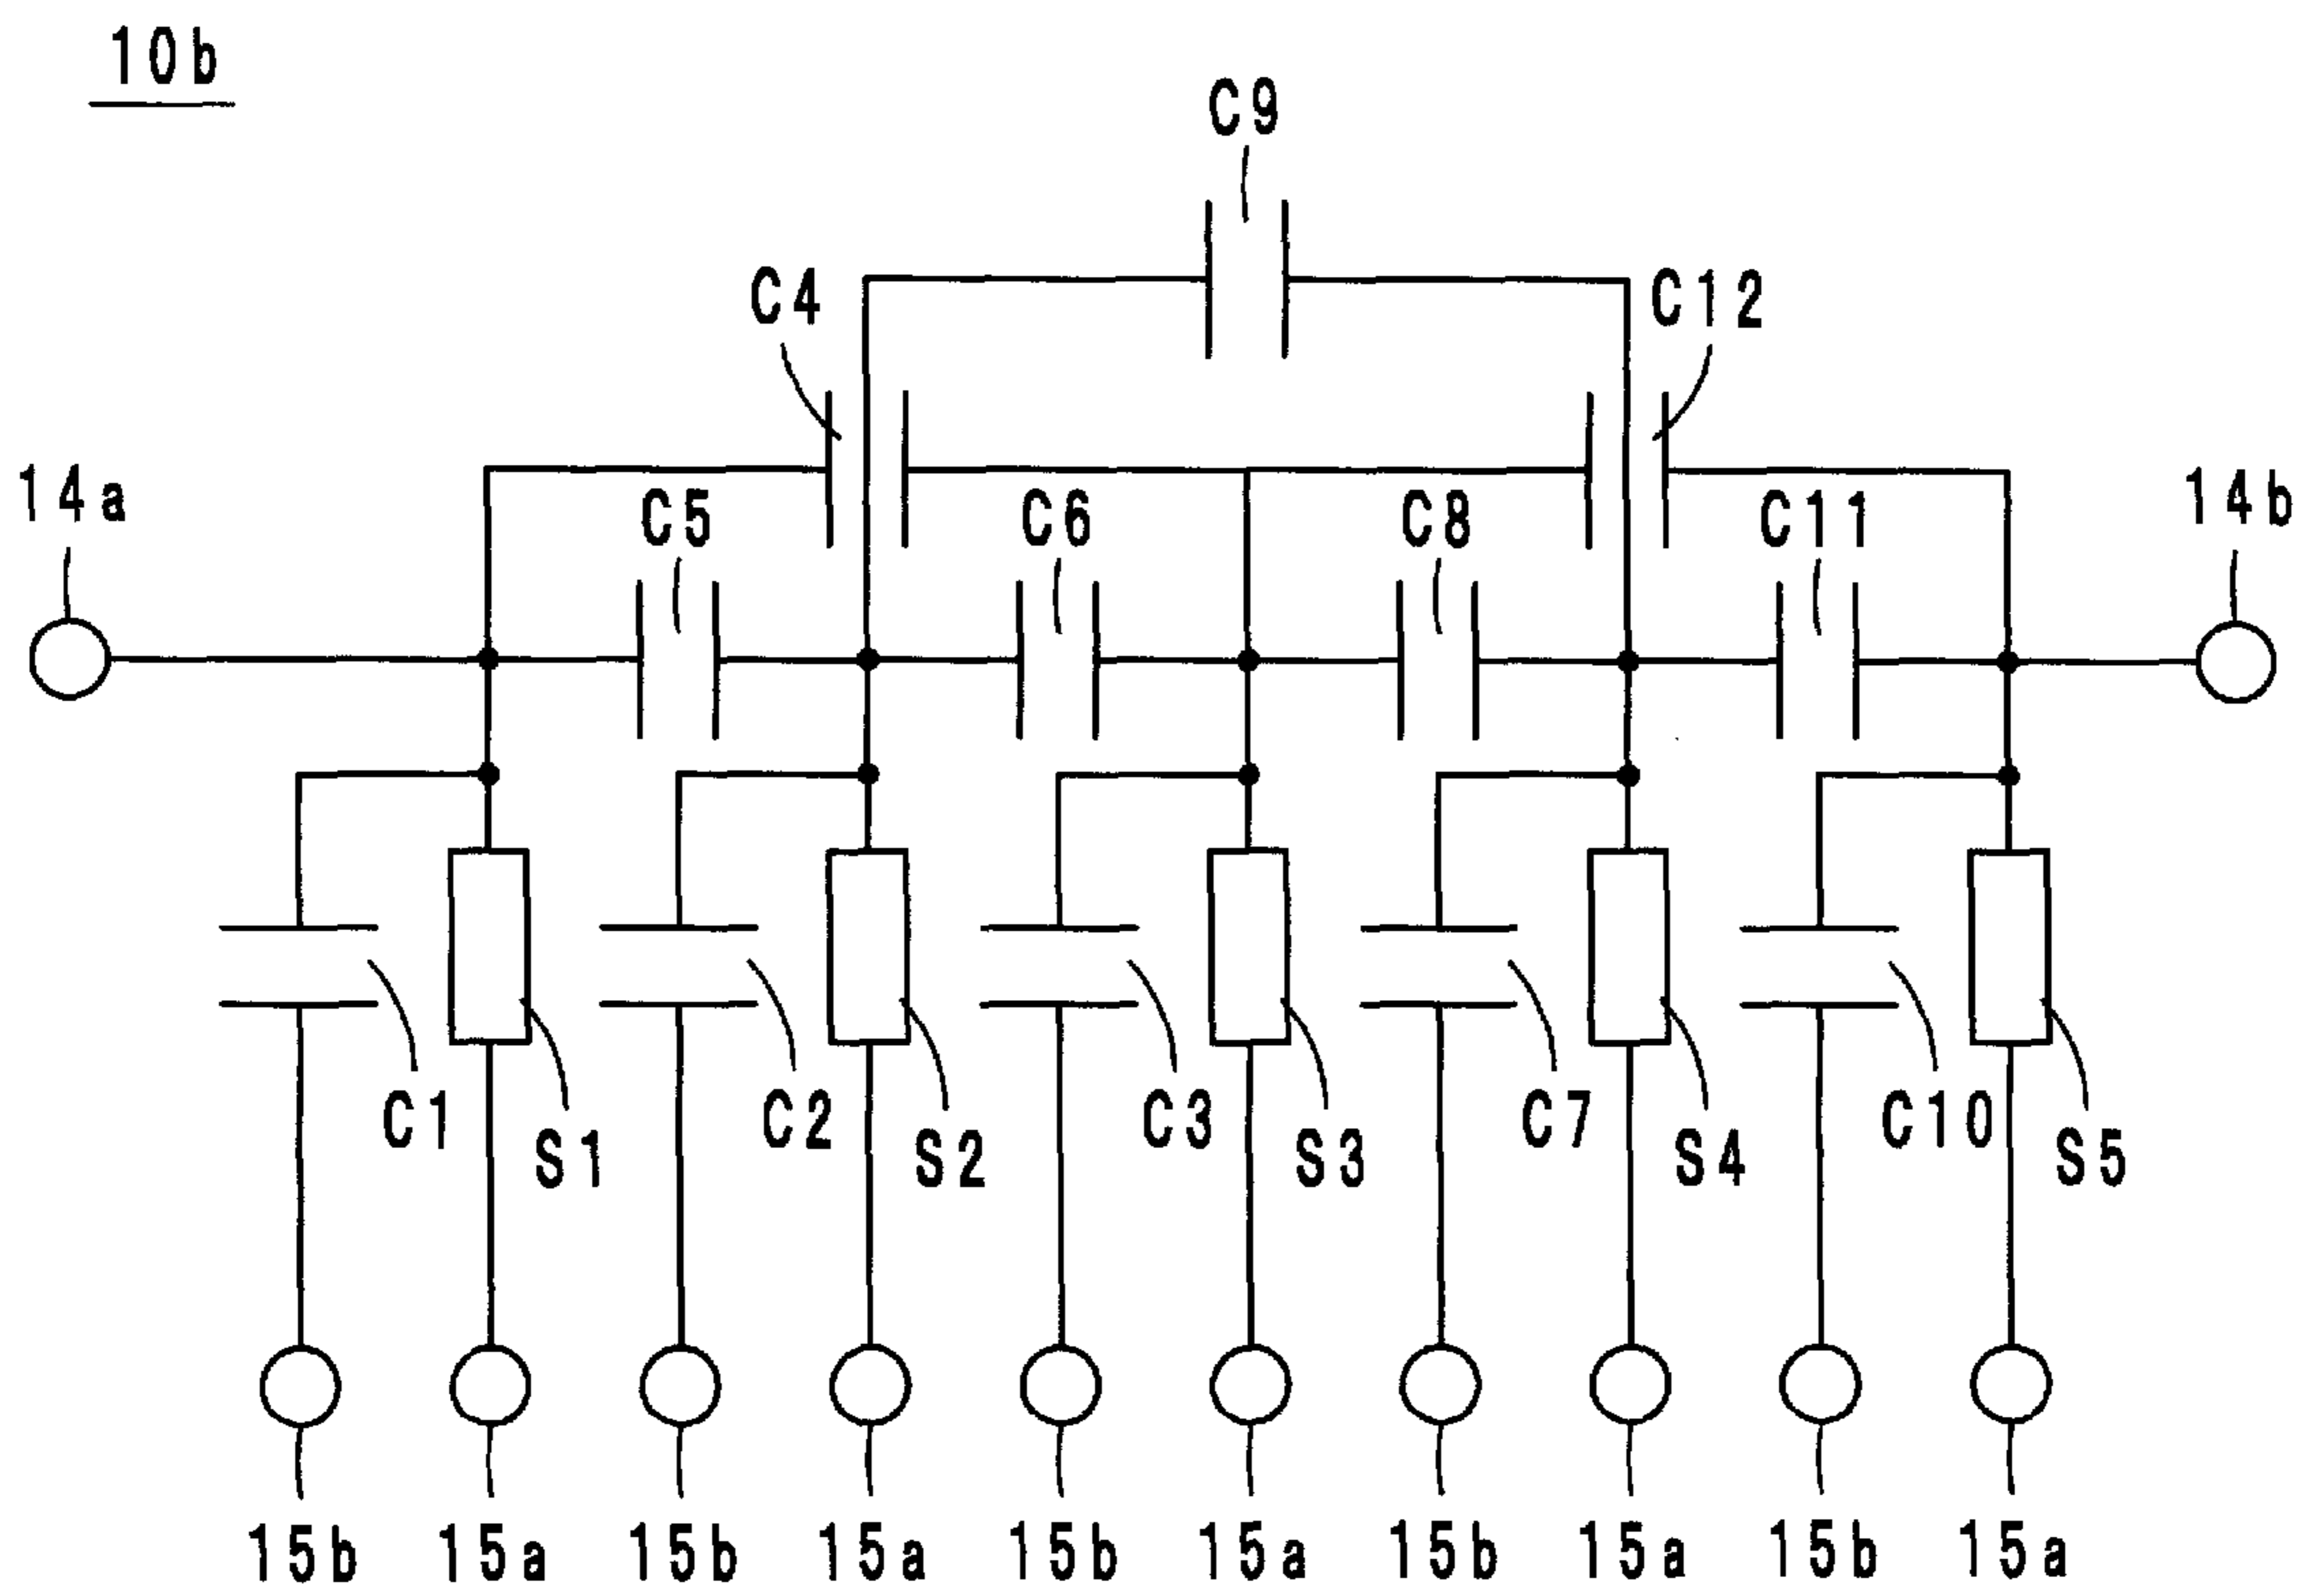 10b
C9
C4 C12
14a C5 C6 C8 C11 14b
C1 C2 C3 C7 C10
S1 S2 S3 S4 S5
15b 15a 15b 15a 15b 15a 15b 15a 15b 15a